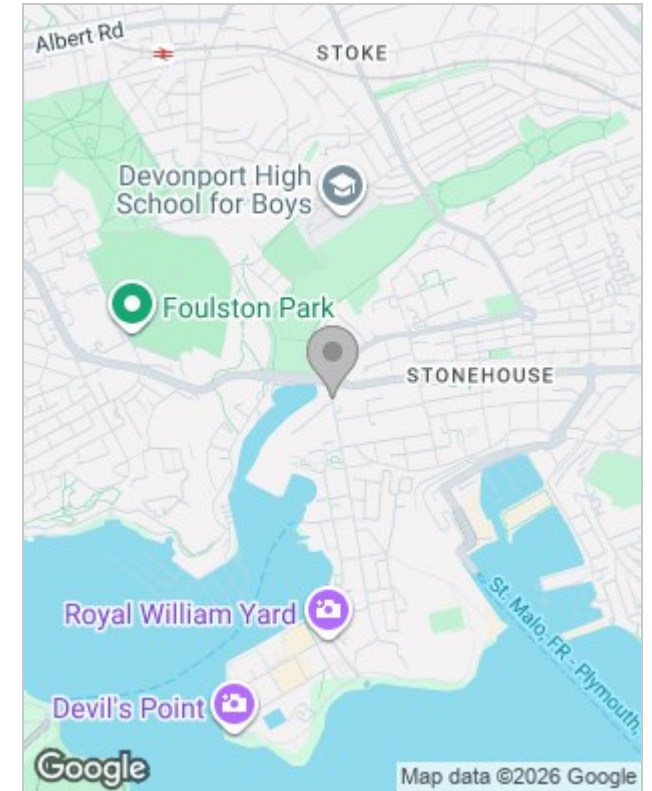 Albert Rd
STOKE
Devonport High
School for Boys
Foulston Park
STONEHOUSE
Royal William Yard
St. Malo, FR - Plymouth,
Devil's Point
Google
Map data ©2026 Google